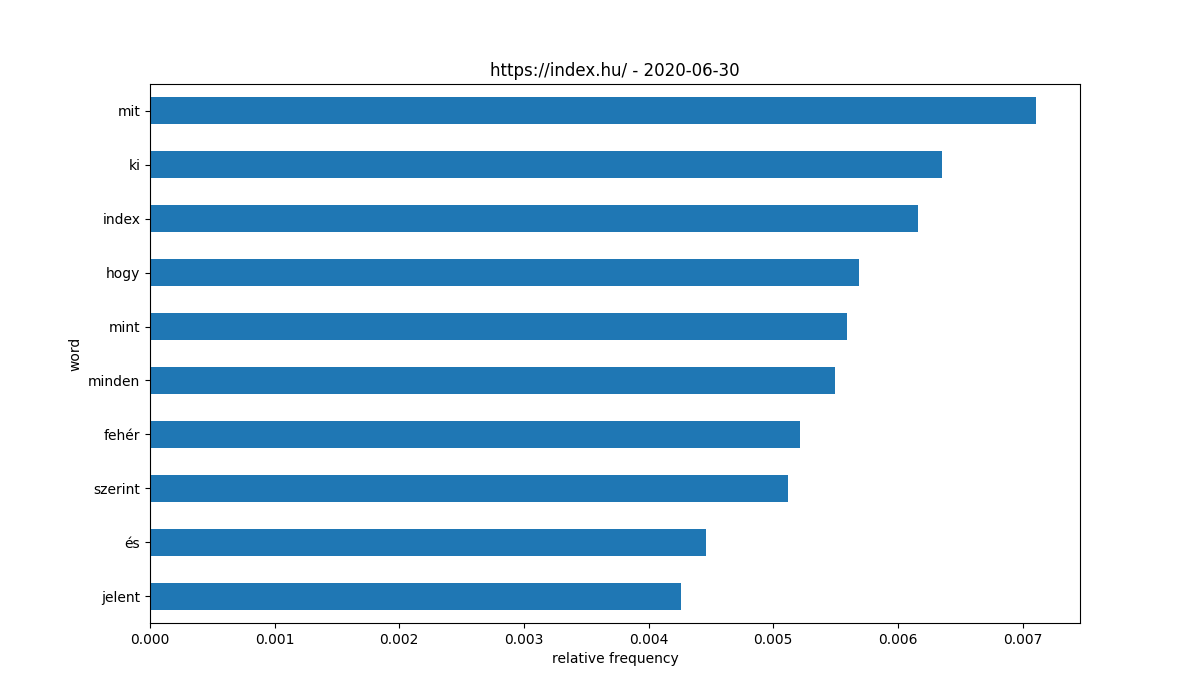 https://index.hu/ - 2020-06-30
mit
ki
index
hogy
mint
minden
fehér
szerint
és
jelent
word
0.000 0.001 0.002 0.003 0.004 0.005 0.006 0.007
relative frequency